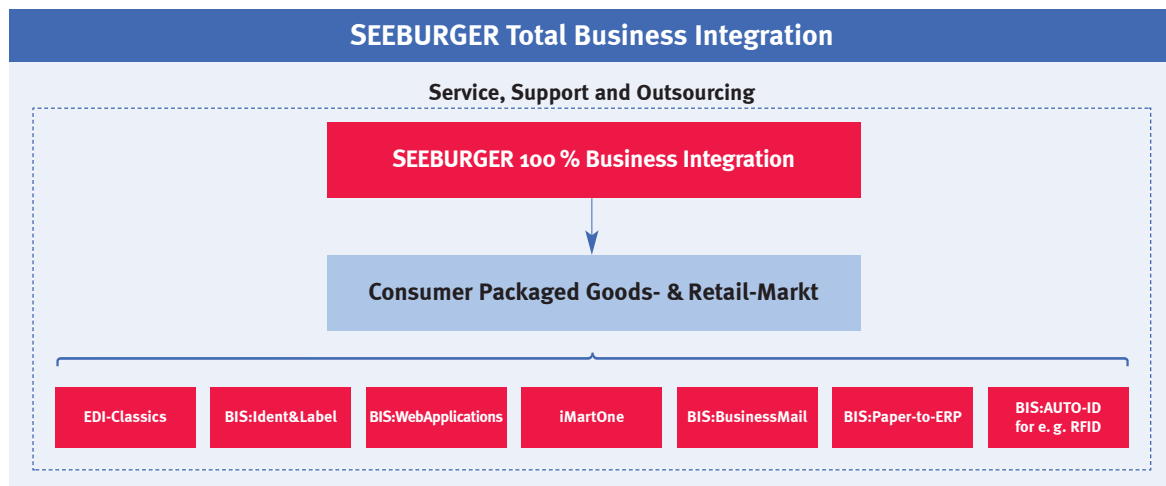 SEEBURGER Total Business Integration
Service, Support and Outsourcing
SEEBURGER 100 % Business Integration
Consumer Packaged Goods- & Retail-Markt
EDI-Classics
BIS:Ident&Label
BIS:WebApplications
iMartOne
BIS:BusinessMail
BIS:Paper-to-ERP
BIS:AUTO-ID
for e. g. RFID